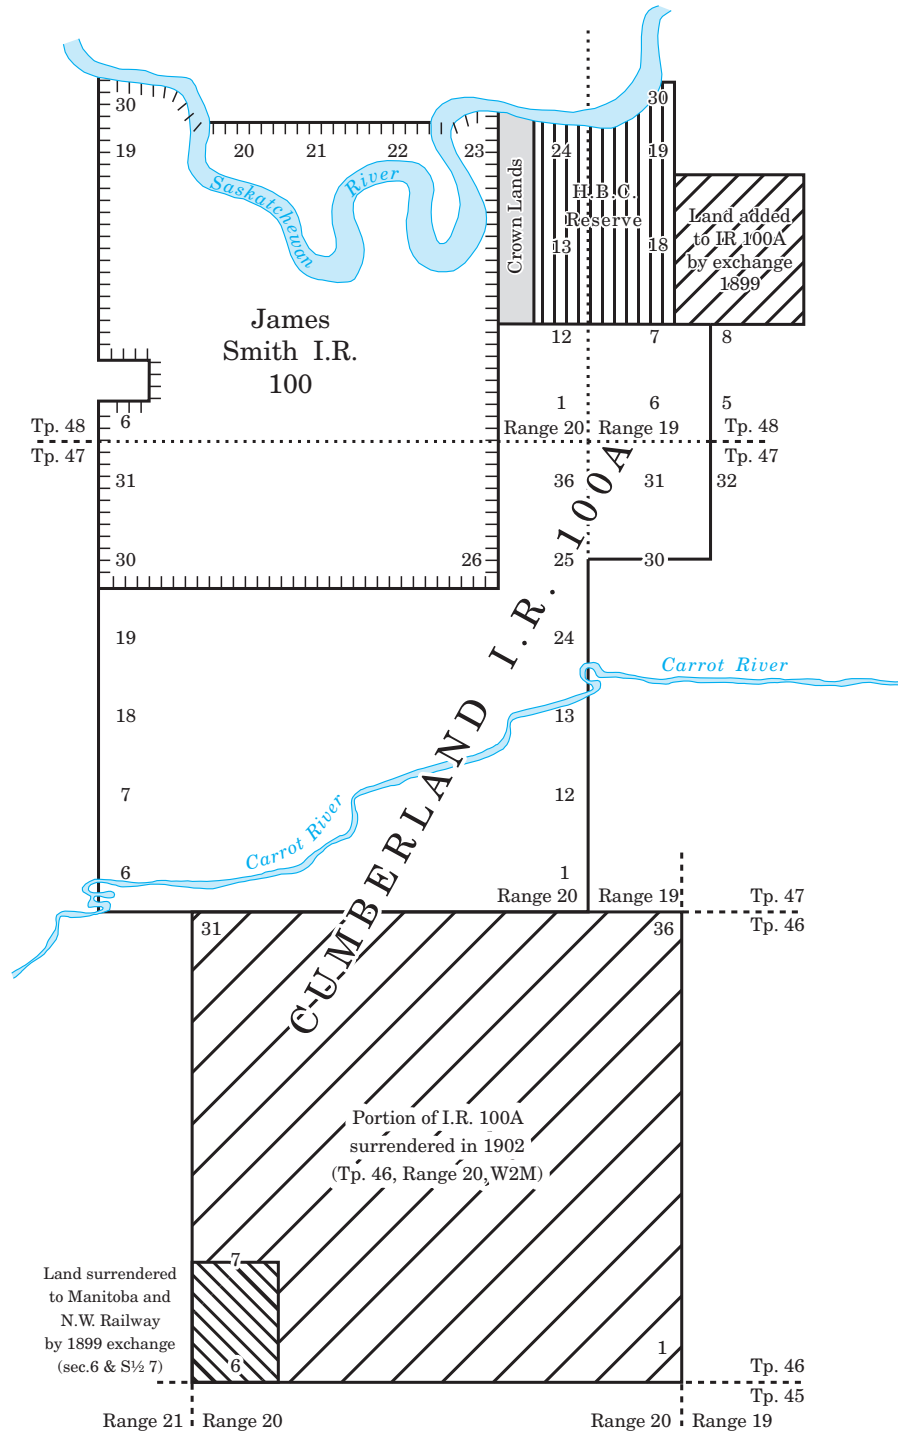 30
30
19
20
21
22
23
24
19
Saskatchewan
River
Crown Lands
H.B.C.
Reserve
13
18
Land added
to IR 100A
by exchange
1899
James
Smith I.R.
100
12
7
8
1
6
5
6
Tp. 48
Range 20
Range 19
Tp. 48
Tp. 47
Tp. 47
31
36
31
32
30
26
25
30
19
24
Carrot River
18
13
7
12
Carrot River
6
1
CUMBERLAND I.R. 100A
Range 20
Range 19
Tp. 47
Tp. 46
31
36
Portion of I.R. 100A
surrendered in 1902
(Tp. 46, Range 20, W2M)
7
Land surrendered
to Manitoba and
N.W. Railway
by 1899 exchange
(sec.6 & S½ 7)
6
1
Tp. 46
Tp. 45
Range 21
Range 20
Range 20
Range 19